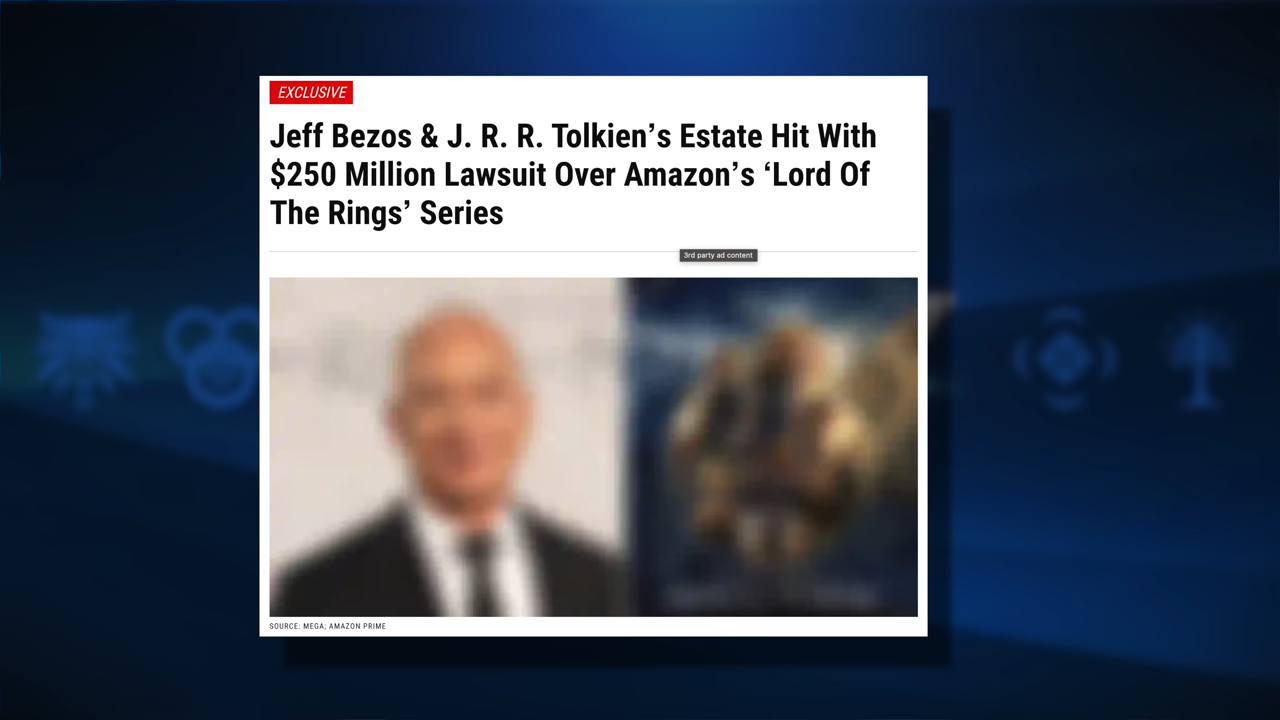 EXCLUSIVE
Jeff Bezos & J. R. R. Tolkien’s Estate Hit With
$250 Million Lawsuit Over Amazon’s ‘Lord Of
The Rings’ Series
3rd party ad content
SOURCE: MEGA; AMAZON PRIME